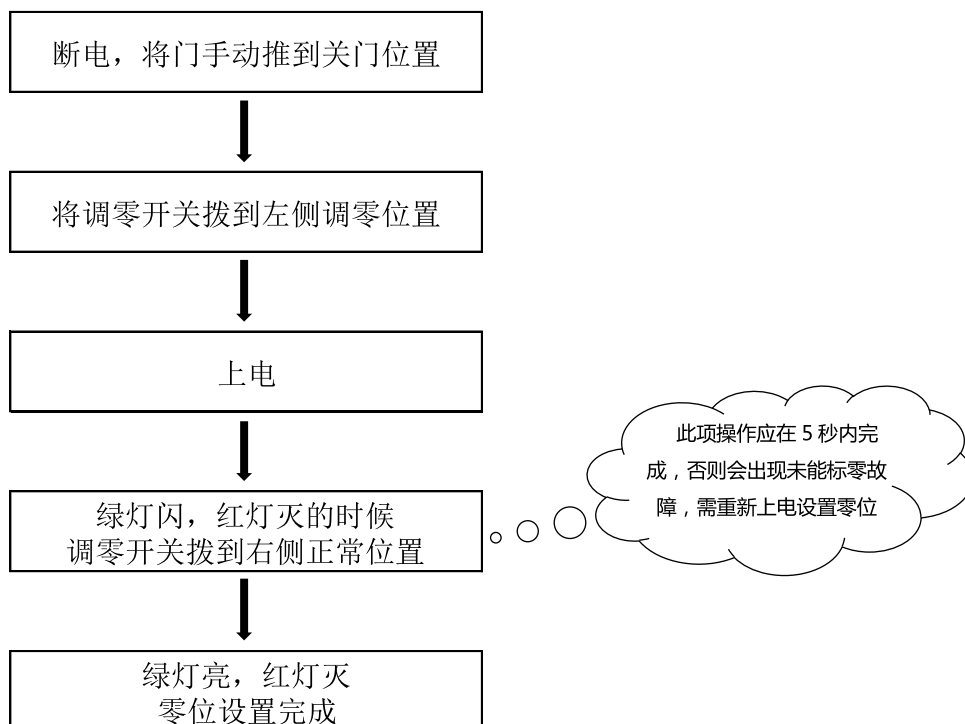 断电，将门手动推到关门位置
将调零开关拨到左侧调零位置
上电
绿灯闪，红灯灭的时候
调零开关拨到右侧正常位置
此项操作应在 5 秒内完
成，否则会出现未能标零故
障，需重新上电设置零位
绿灯亮，红灯灭
零位设置完成